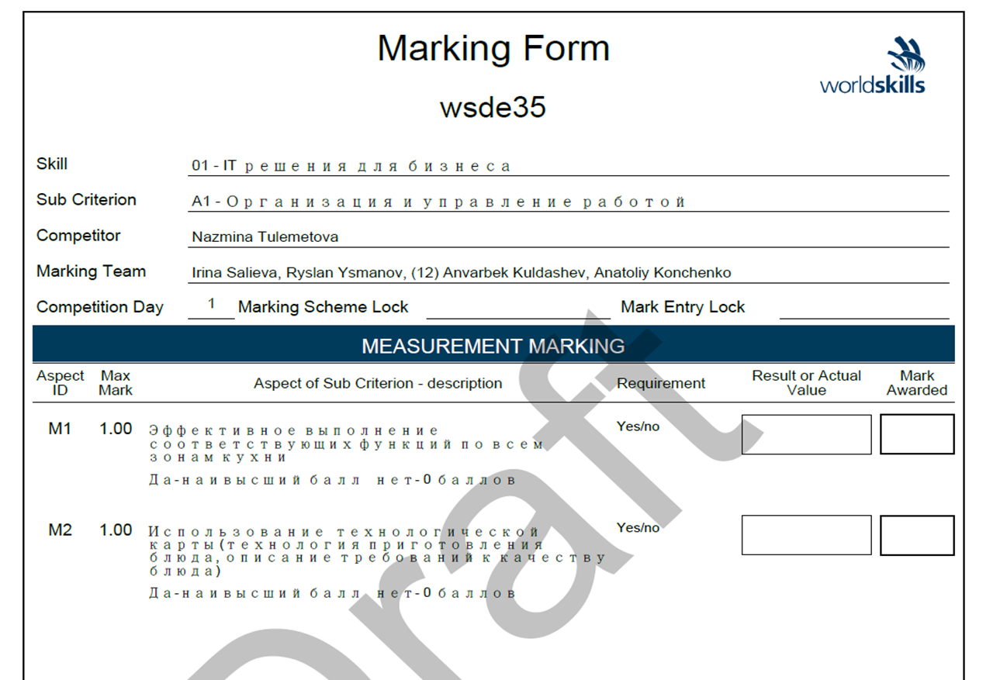 Marking Form
worldskills
wsde35
Skill 01 - IT решения для бизнеса
Sub Criterion A1 - Организация и управление работой
Competitor Nazmina Tulemetova
Marking Team Irina Salieva, Ryslan Ysmanov, (12) Anvarbek Kuldashev, Anatoliy Konchenko
Competition Day 1 Marking Scheme Lock Mark Entry Lock
MEASUREMENT MARKING
Aspect ID Max Mark Aspect of Sub Criterion - description Requirement Result or Actual Value Mark Awarded
M1 1.00 Эффективное выполнение Yes/no
соответствующих функций по всем
зонам кухни
Да-наивысший балл нет-0 баллов
M2 1.00 Использование технологической Yes/no
карты(технология приготовления
блюда, описание требований к качеству
блюда)
Да-наивысший балл нет-0 баллов
Draft